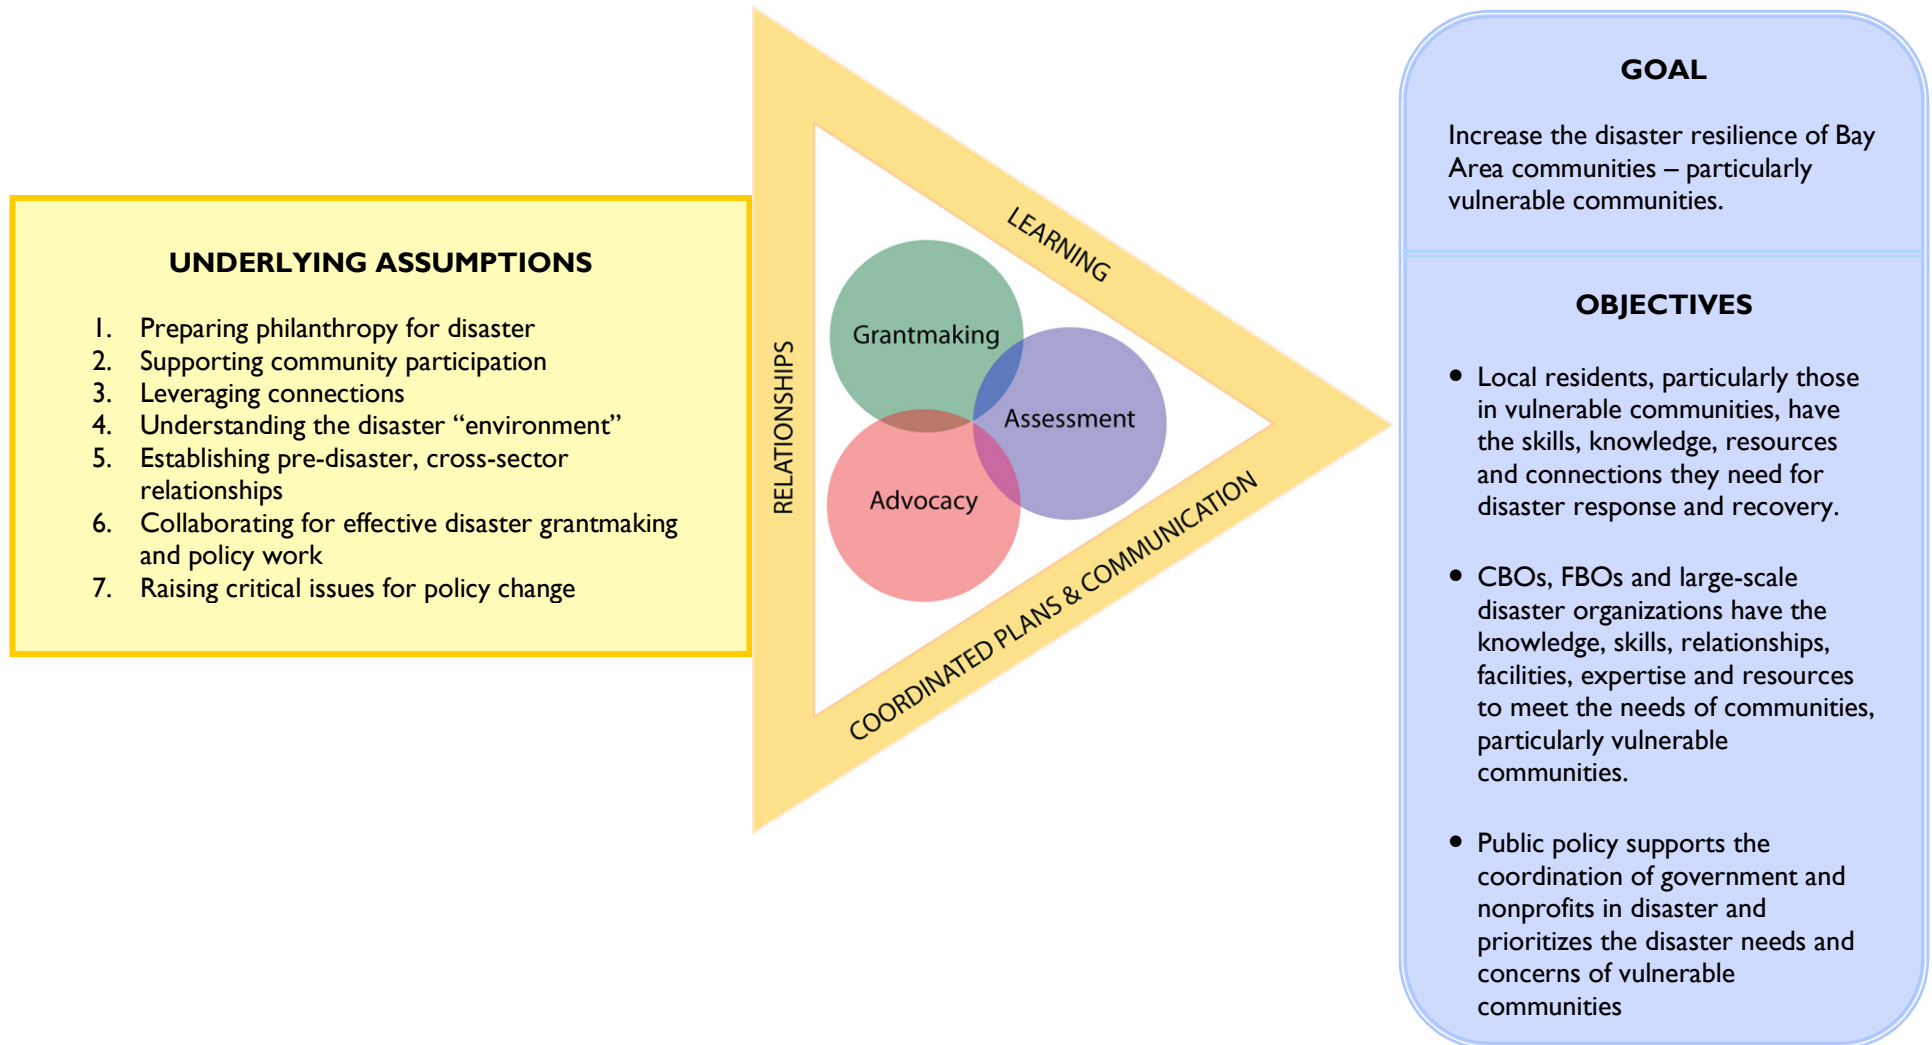 UNDERLYING ASSUMPTIONS
1. Preparing philanthropy for disaster
2. Supporting community participation
3. Leveraging connections
4. Understanding the disaster “environment”
5. Establishing pre-disaster, cross-sector
relationships
6. Collaborating for effective disaster grantmaking
and policy work
7. Raising critical issues for policy change
RELATIONSHIPS
LEARNING
COORDINATED PLANS & COMMUNICATION
Grantmaking
Assessment
Advocacy
GOAL
Increase the disaster resilience of Bay
Area communities – particularly
vulnerable communities.
OBJECTIVES
• Local residents, particularly those
in vulnerable communities, have
the skills, knowledge, resources
and connections they need for
disaster response and recovery.
• CBOs, FBOs and large-scale
disaster organizations have the
knowledge, skills, relationships,
facilities, expertise and resources
to meet the needs of communities,
particularly vulnerable
communities.
• Public policy supports the
coordination of government and
nonprofits in disaster and
prioritizes the disaster needs and
concerns of vulnerable
communities